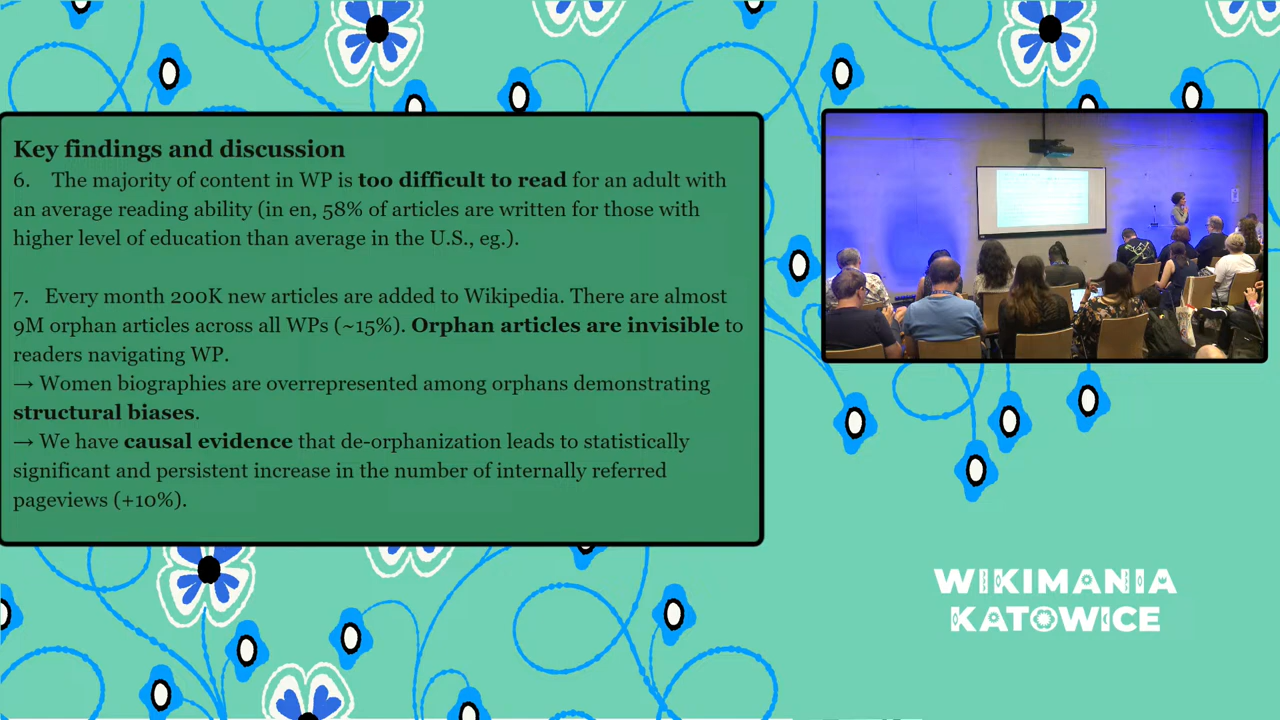 Key findings and discussion
6. The majority of content in WP is too difficult to read for an adult with
an average reading ability (in en, 58% of articles are written for those with
higher level of education than average in the U.S., eg.).
7. Every month 200K new articles are added to Wikipedia. There are almost
9M orphan articles across all WPs (~15%). Orphan articles are invisible to
readers navigating WP.
→ Women biographies are overrepresented among orphans demonstrating
structural biases.
→ We have causal evidence that de-orphanization leads to statistically
significant and persistent increase in the number of internally referred
pageviews (+10%).
WIKIMANIA
KATOWICE